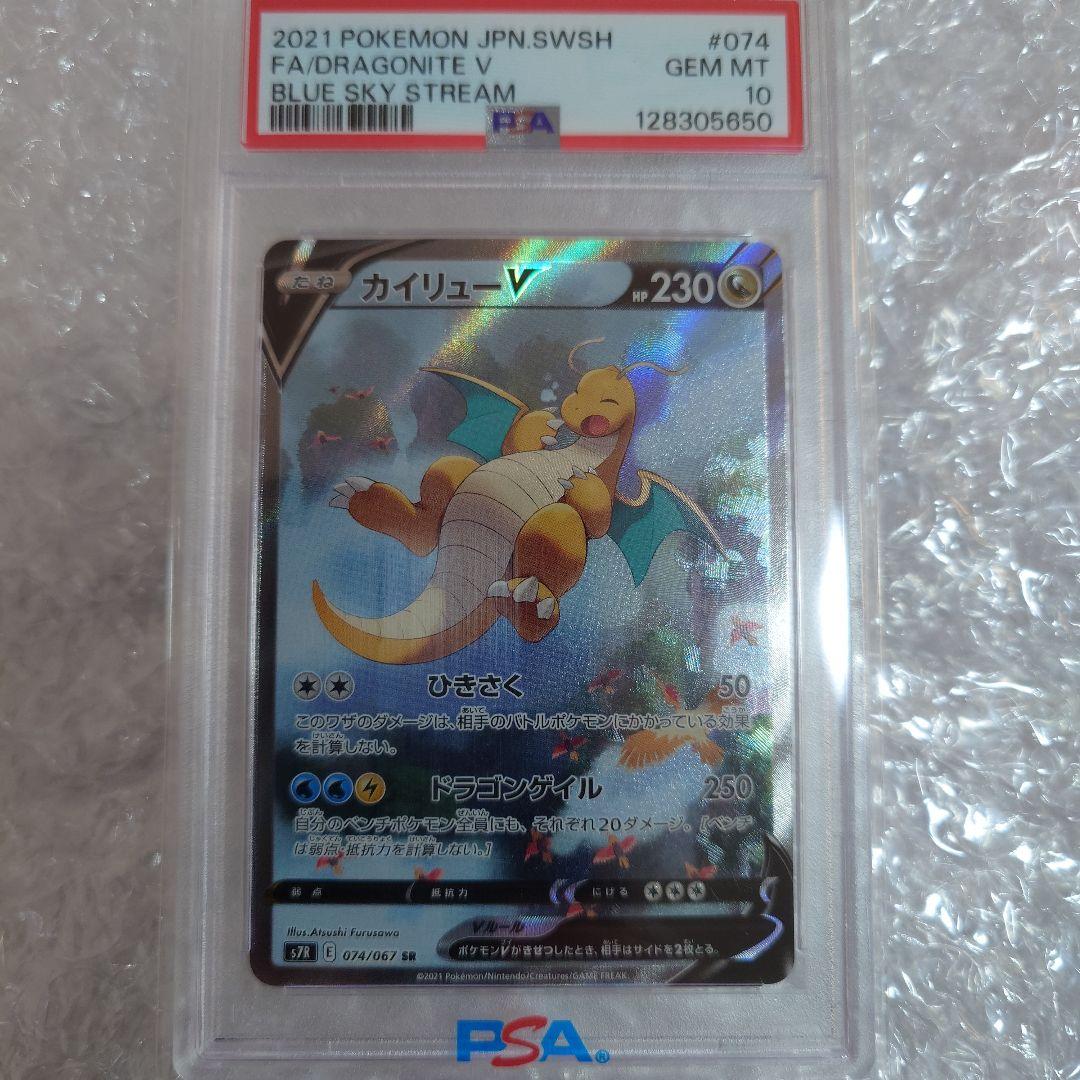 2021 POKEMON JPN.SWSH #074
FA/DRAGONITE V GEM MT
BLUE SKY STREAM 10
PSA 128305650
たね カイリューV HP 230
ひきさく 50
このワザのダメージは、相手のバトルポケモンにかかっている効果
を計算しない。
ドラゴンゲイル 250
自分のベンチポケモン全員にも、それぞれ20ダメージ。[ベンチ
は弱点・抵抗力を計算しない。]
弱点 抵抗力 にげる
Illus.Atsushi Furusawa
Vルール
s7R E 074/067 SR
ポケモンVがきぜつしたとき、相手はサイドを2枚とる。
©2021 Pokémon/Nintendo/Creatures/GAME FREAK.
PSA®